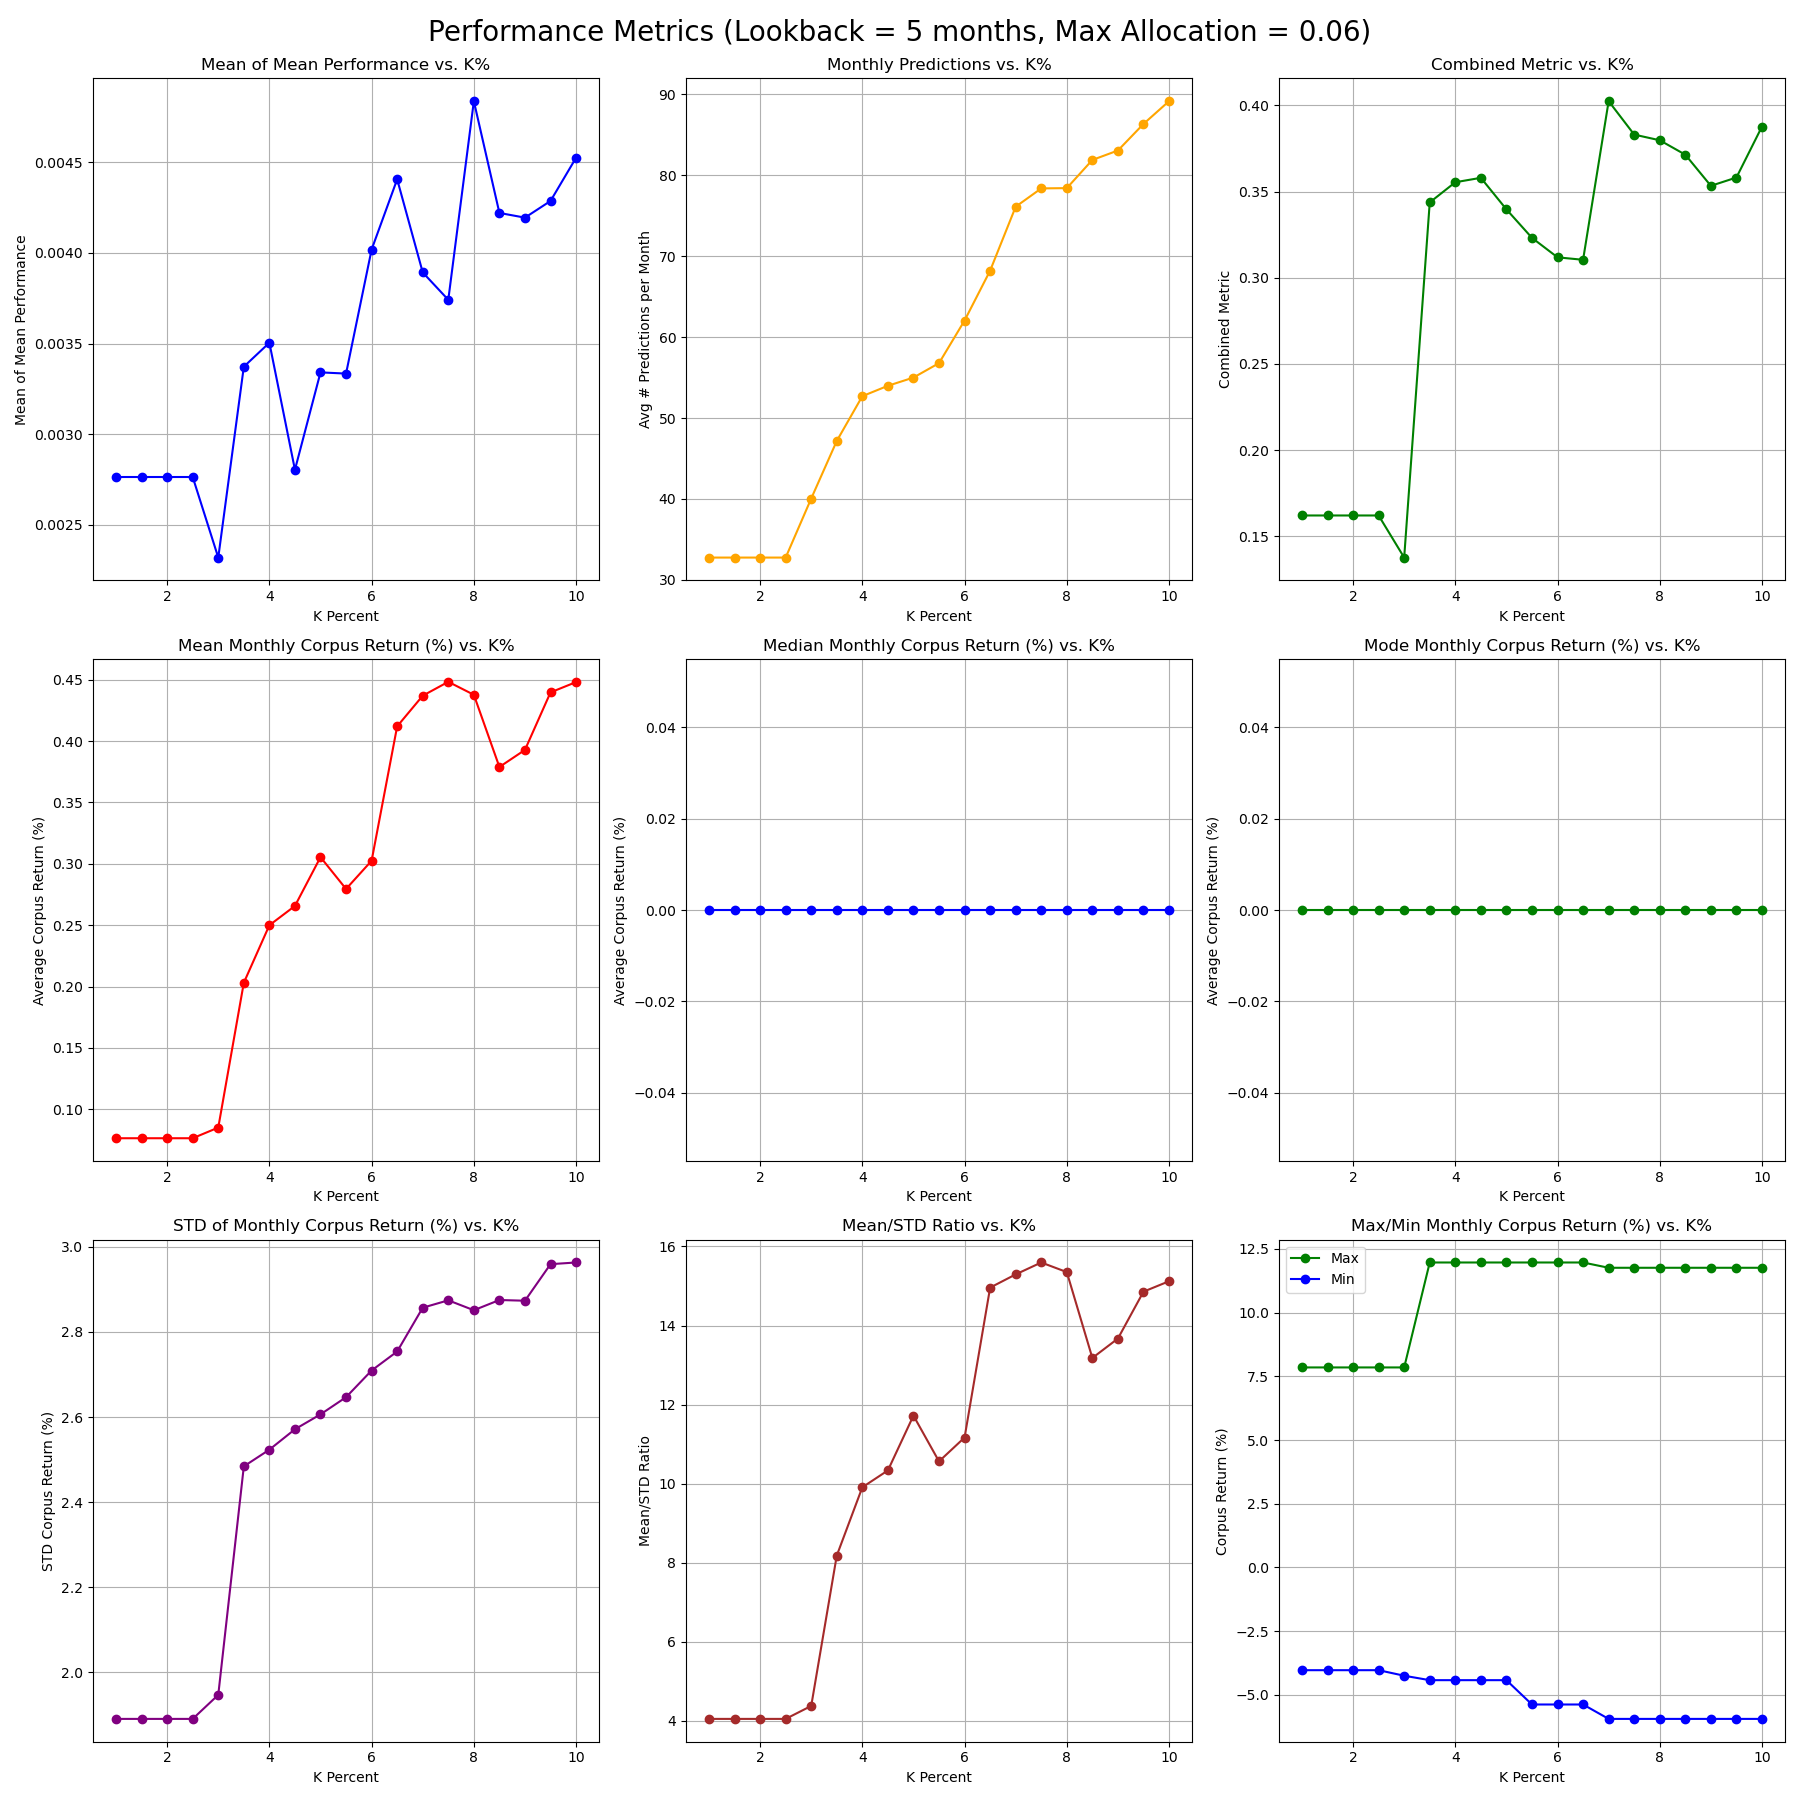 Performance Metrics (Lookback = 5 months, Max Allocation = 0.06)
Mean of Mean Performance vs. K%
Mean of Mean Performance
0.0045
0.0040
0.0035
0.0030
0.0025
2 4 6 8 10
K Percent
Monthly Predictions vs. K%
Avg # Predictions per Month
90
80
70
60
50
40
30
2 4 6 8 10
K Percent
Combined Metric vs. K%
Combined Metric
0.40
0.35
0.30
0.25
0.20
0.15
2 4 6 8 10
K Percent
Mean Monthly Corpus Return (%) vs. K%
Average Corpus Return (%)
0.45
0.40
0.35
0.30
0.25
0.20
0.15
0.10
2 4 6 8 10
K Percent
Median Monthly Corpus Return (%) vs. K%
Average Corpus Return (%)
0.04
0.02
0.00
−0.02
−0.04
2 4 6 8 10
K Percent
Mode Monthly Corpus Return (%) vs. K%
Average Corpus Return (%)
0.04
0.02
0.00
−0.02
−0.04
2 4 6 8 10
K Percent
STD of Monthly Corpus Return (%) vs. K%
STD Corpus Return (%)
3.0
2.8
2.6
2.4
2.2
2.0
2 4 6 8 10
K Percent
Mean/STD Ratio vs. K%
Mean/STD Ratio
16
14
12
10
8
6
4
2 4 6 8 10
K Percent
Max/Min Monthly Corpus Return (%) vs. K%
Corpus Return (%)
Max
Min
12.5
10.0
7.5
5.0
2.5
0.0
−2.5
−5.0
2 4 6 8 10
K Percent